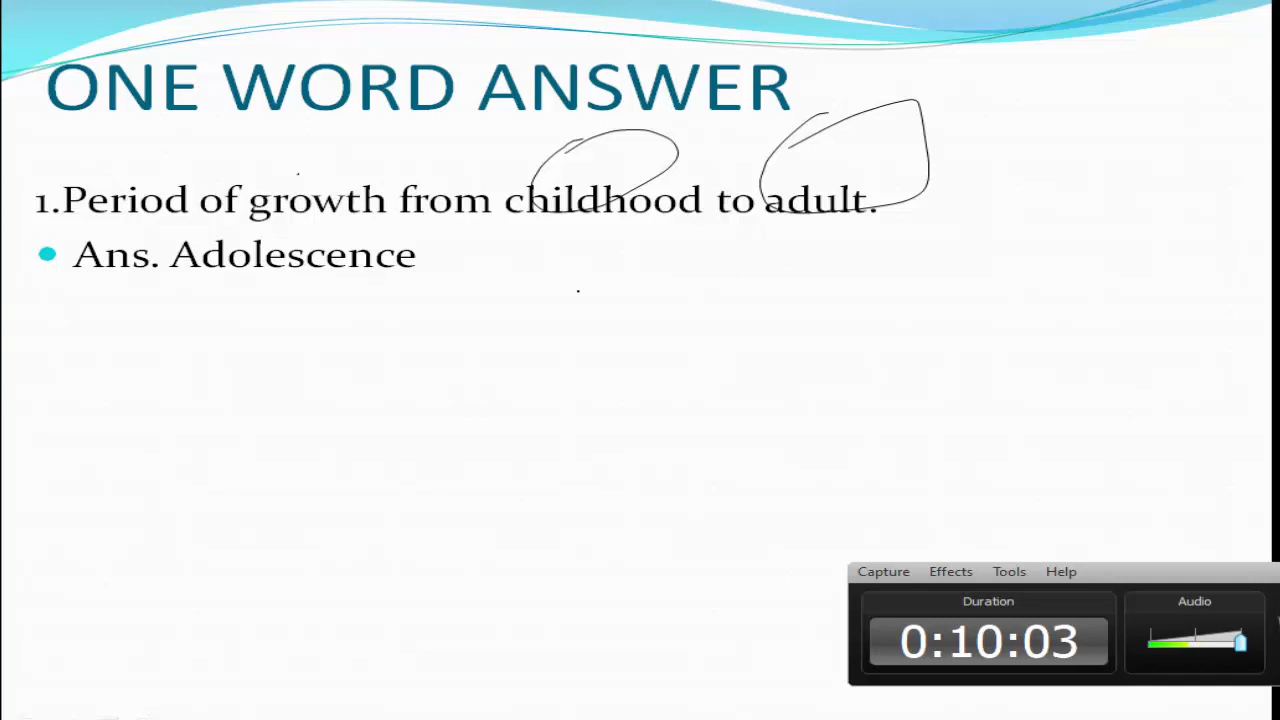 ONE WORD ANSWER
1.Period of growth from childhood to adult.
Ans. Adolescence
Capture Effects Tools Help
Duration Audio
0:10:03